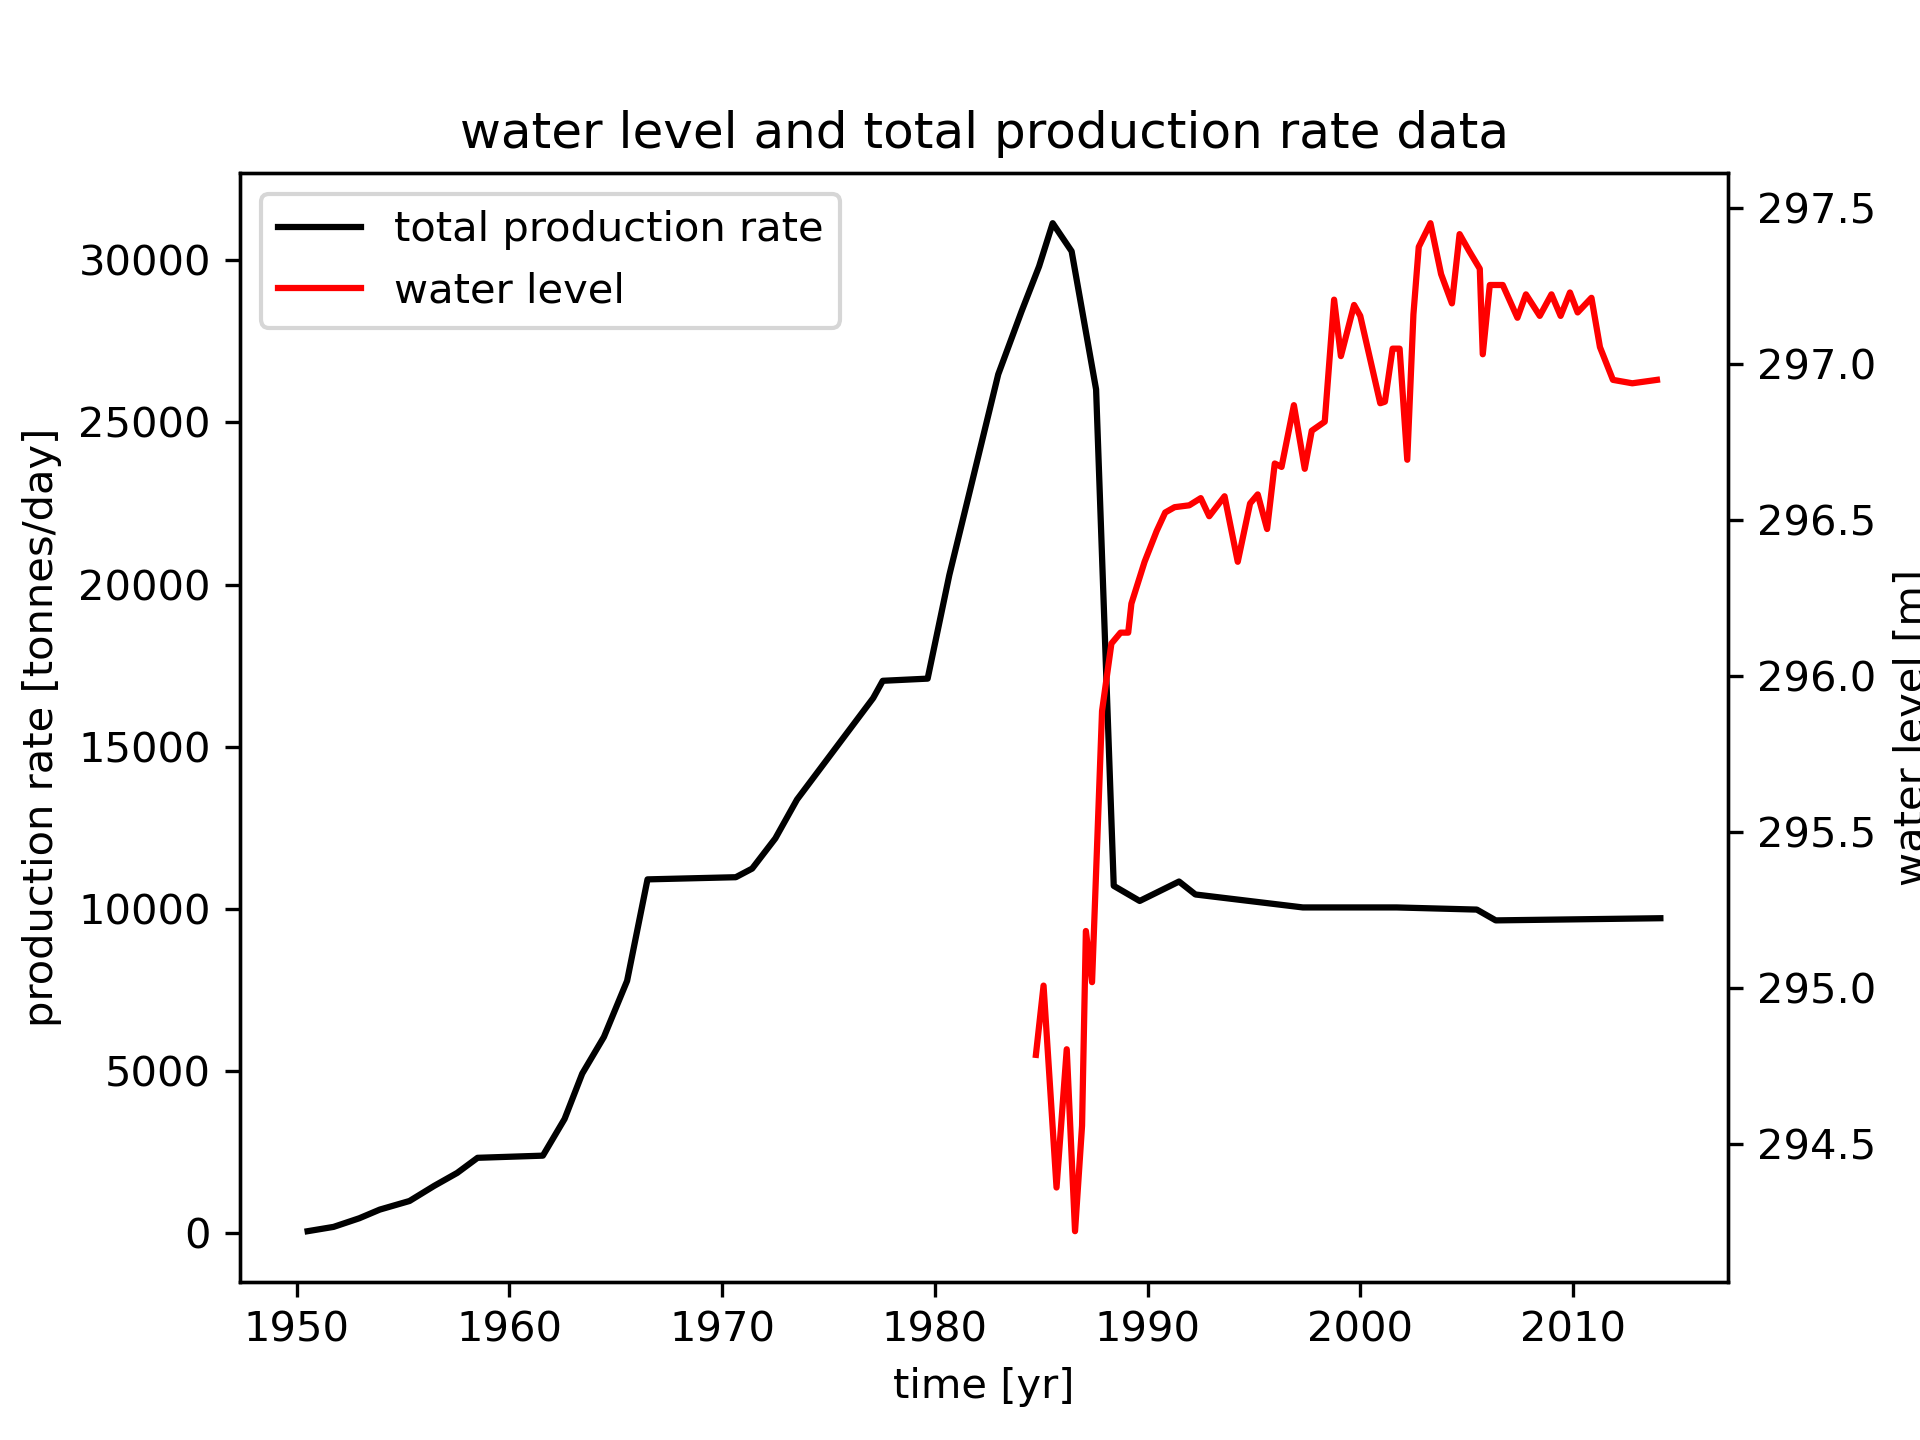 water level and total production rate data
total production rate
water level
production rate [tonnes/day]
30000
25000
20000
15000
10000
5000
0
297.5
297.0
296.5
296.0
295.5
295.0
294.5
water level [m]
1950 1960 1970 1980 1990 2000 2010
time [yr]